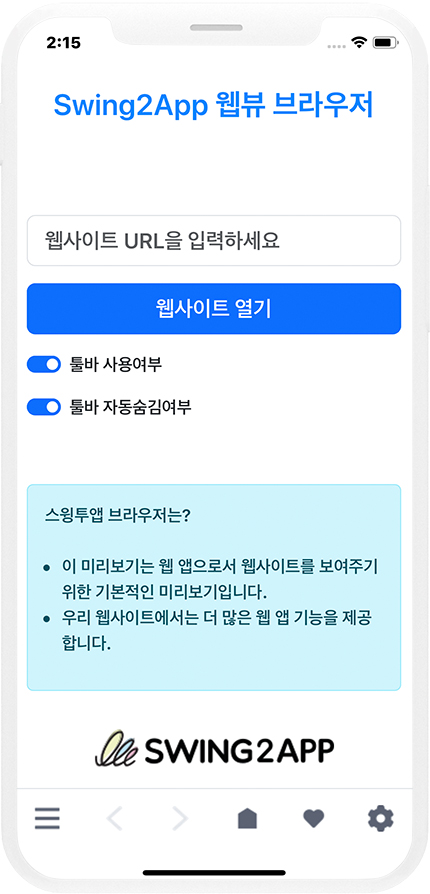 2:15
Swing2App 웹뷰 브라우저
웹사이트 URL을 입력하세요
웹사이트 열기
툴바 사용여부
툴바 자동숨김여부
스윙투앱 브라우저는?
이 미리보기는 웹 앱으로서 웹사이트를 보여주기
위한 기본적인 미리보기입니다.
우리 웹사이트에서는 더 많은 웹 앱 기능을 제공
합니다.
SWING2APP